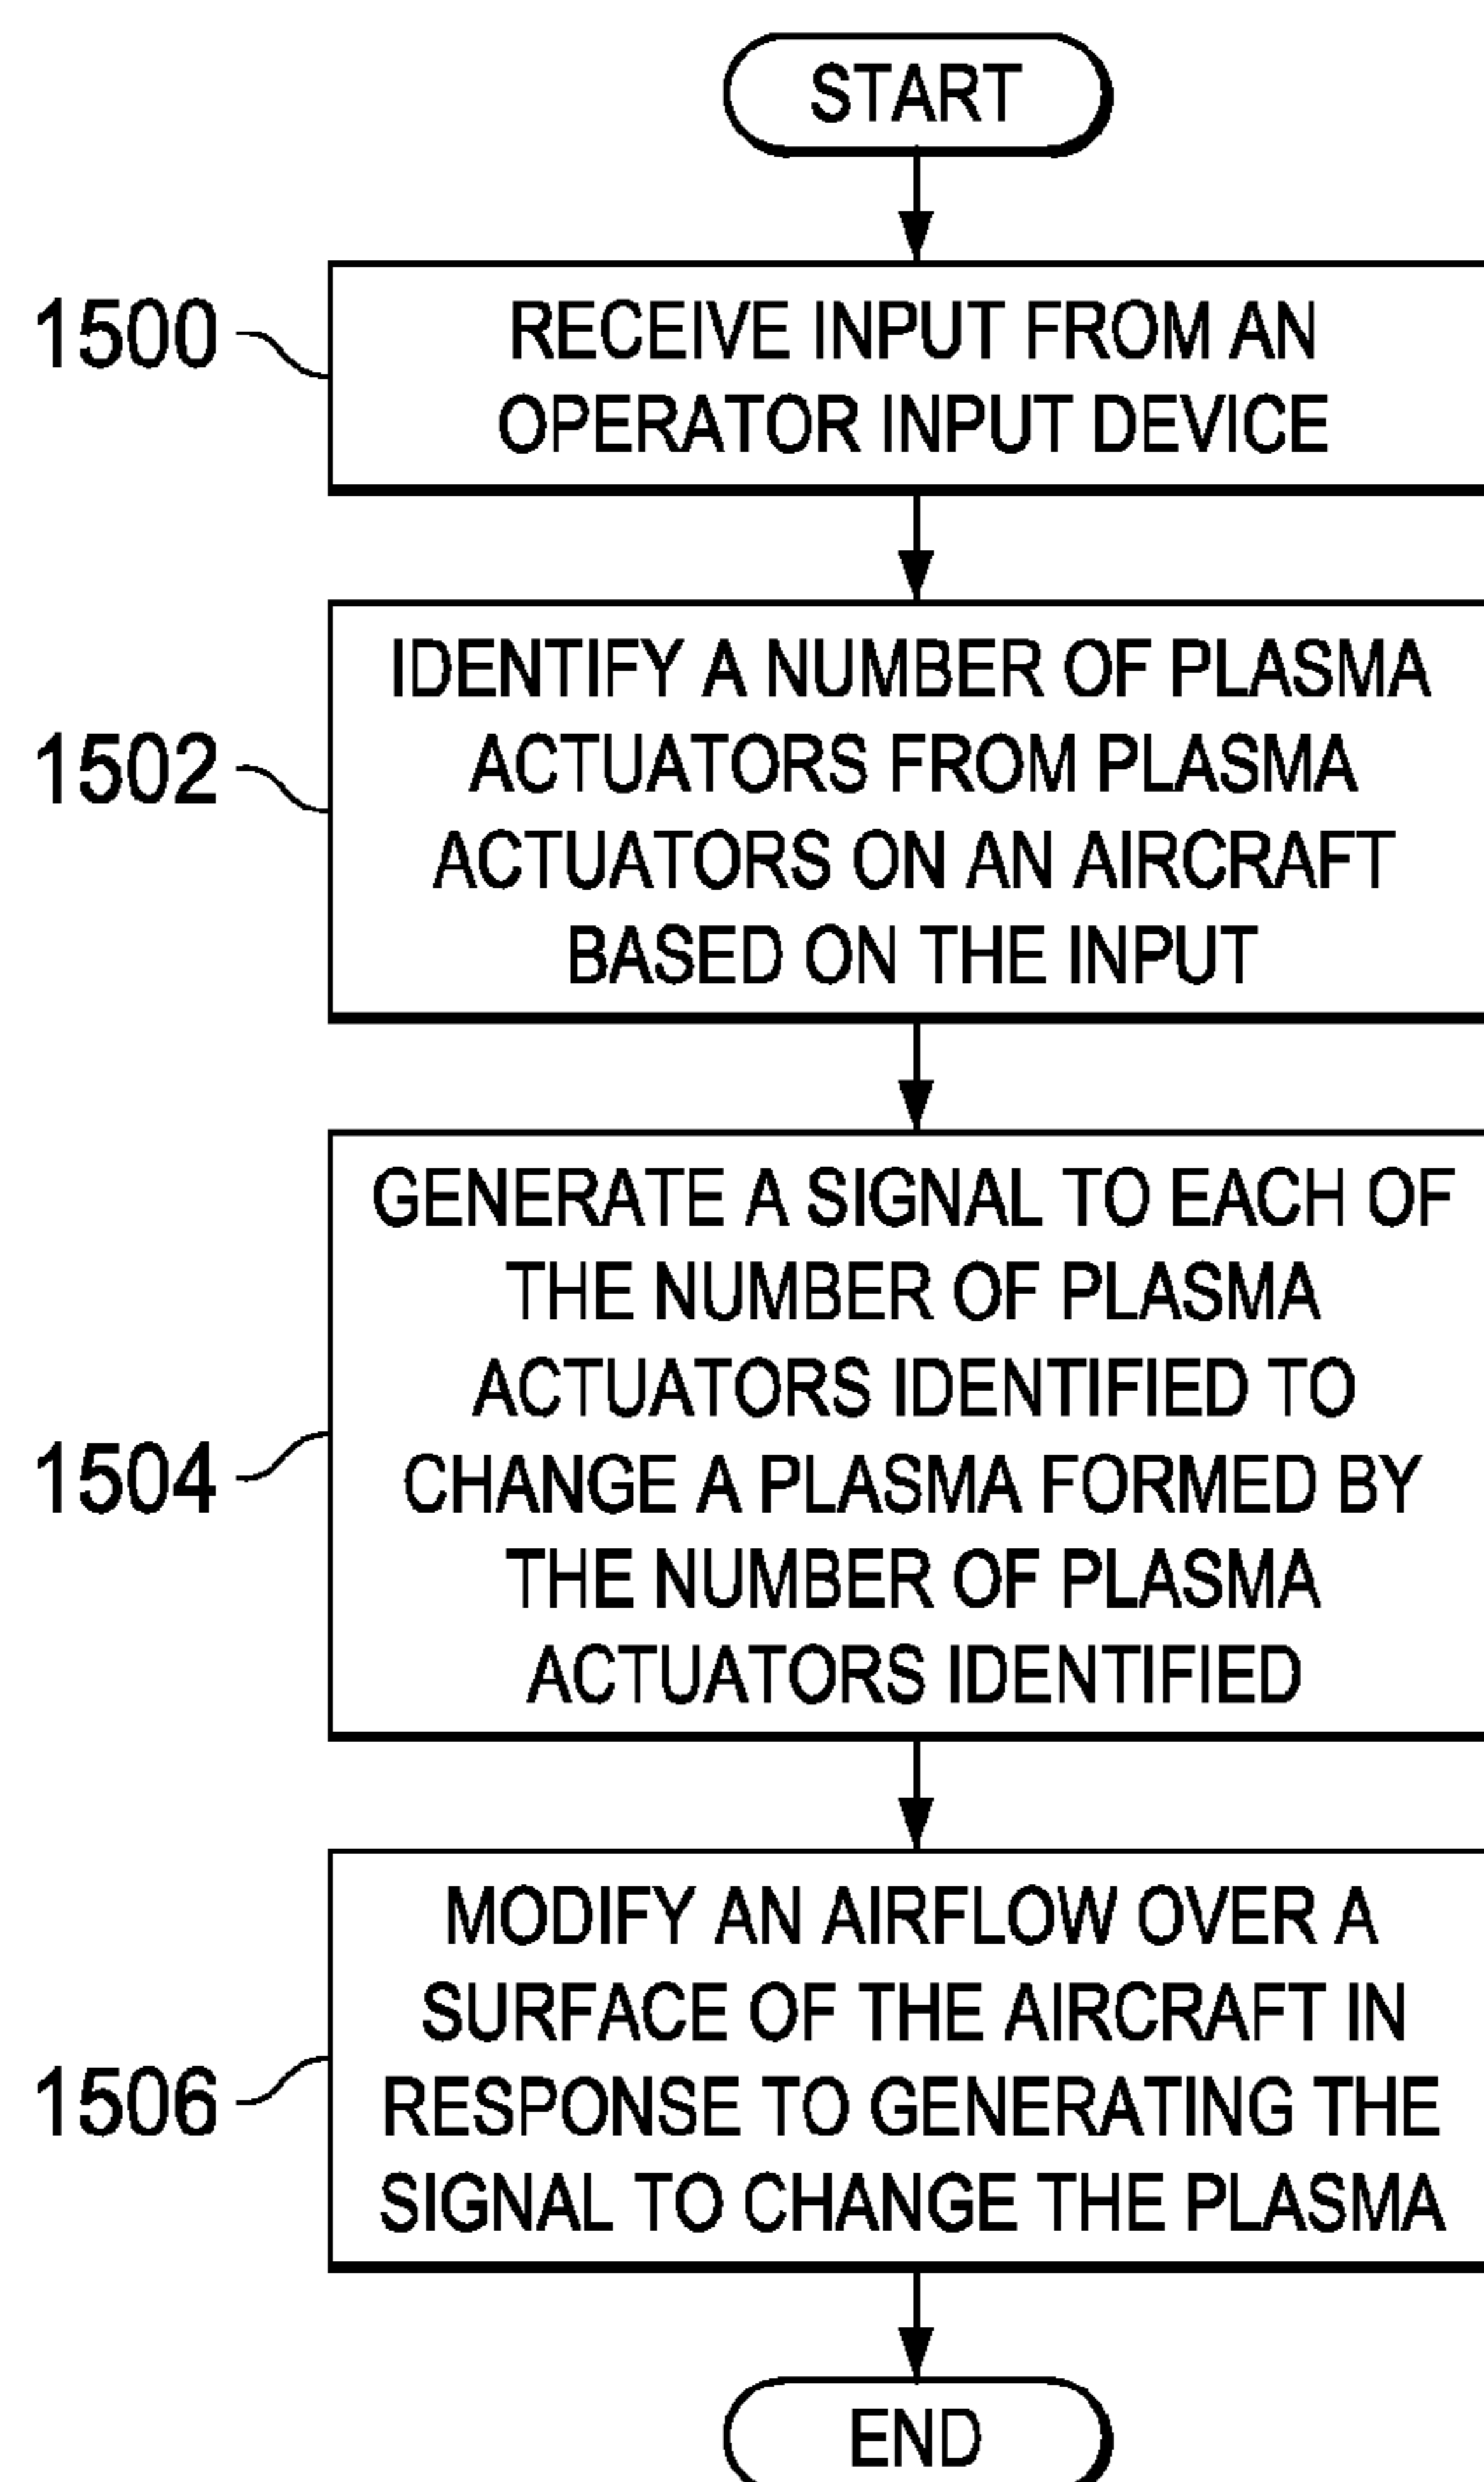 START
1500
RECEIVE INPUT FROM AN
OPERATOR INPUT DEVICE
1502
IDENTIFY A NUMBER OF PLASMA
ACTUATORS FROM PLASMA
ACTUATORS ON AN AIRCRAFT
BASED ON THE INPUT
1504
GENERATE A SIGNAL TO EACH OF
THE NUMBER OF PLASMA
ACTUATORS IDENTIFIED TO
CHANGE A PLASMA FORMED BY
THE NUMBER OF PLASMA
ACTUATORS IDENTIFIED
1506
MODIFY AN AIRFLOW OVER A
SURFACE OF THE AIRCRAFT IN
RESPONSE TO GENERATING THE
SIGNAL TO CHANGE THE PLASMA
END